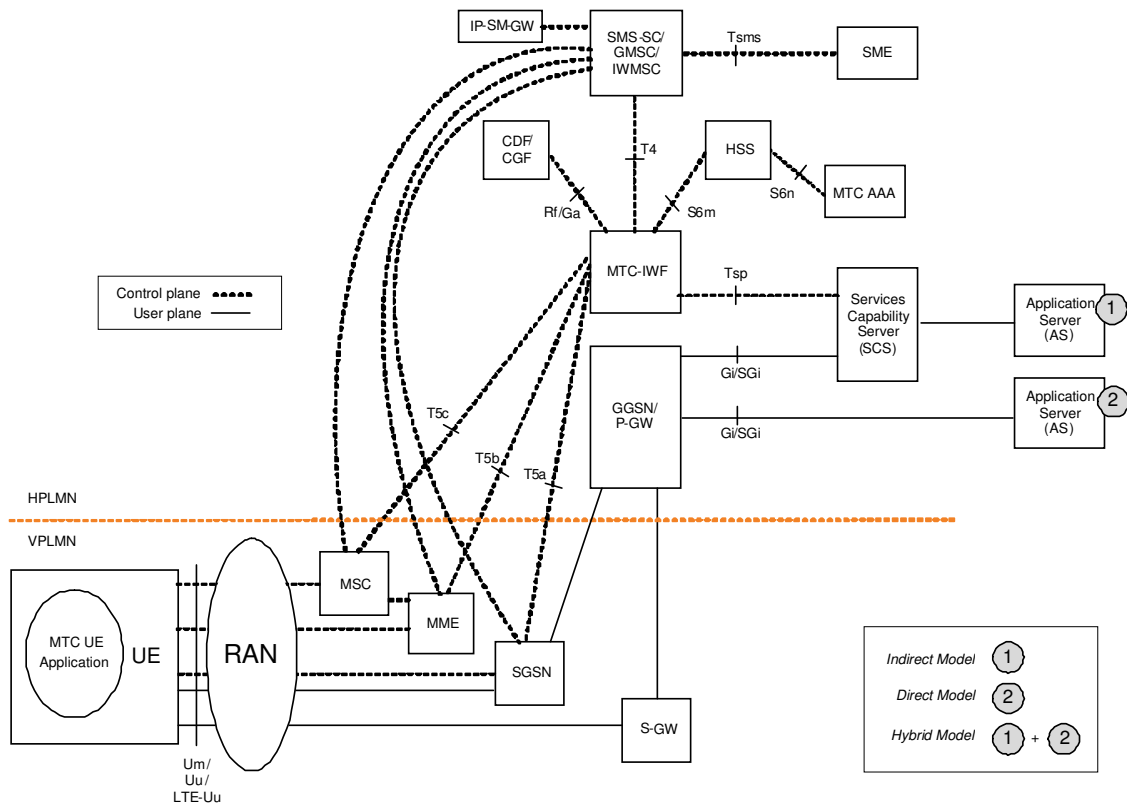 IP-SM-GW
SMS-SC/
GMSC/
IWMSC
Tsms
SME
CDF/
CGF
T4
HSS
Rf/Ga
S6m
S6n
MTC AAA
MTC-IWF
Tsp
Control plane
User plane
Services
Capability
Server
(SCS)
Application
Server
(AS)
1
Gi/SGi
GGSN/
P-GW
Gi/SGi
Application
Server
(AS)
2
T5c
T5b
T5a
HPLMN
VPLMN
MSC
MME
SGSN
S-GW
MTC UE
Application
UE
RAN
Um/
Uu/
LTE-Uu
Indirect Model 1
Direct Model 2
Hybrid Model 1 + 2